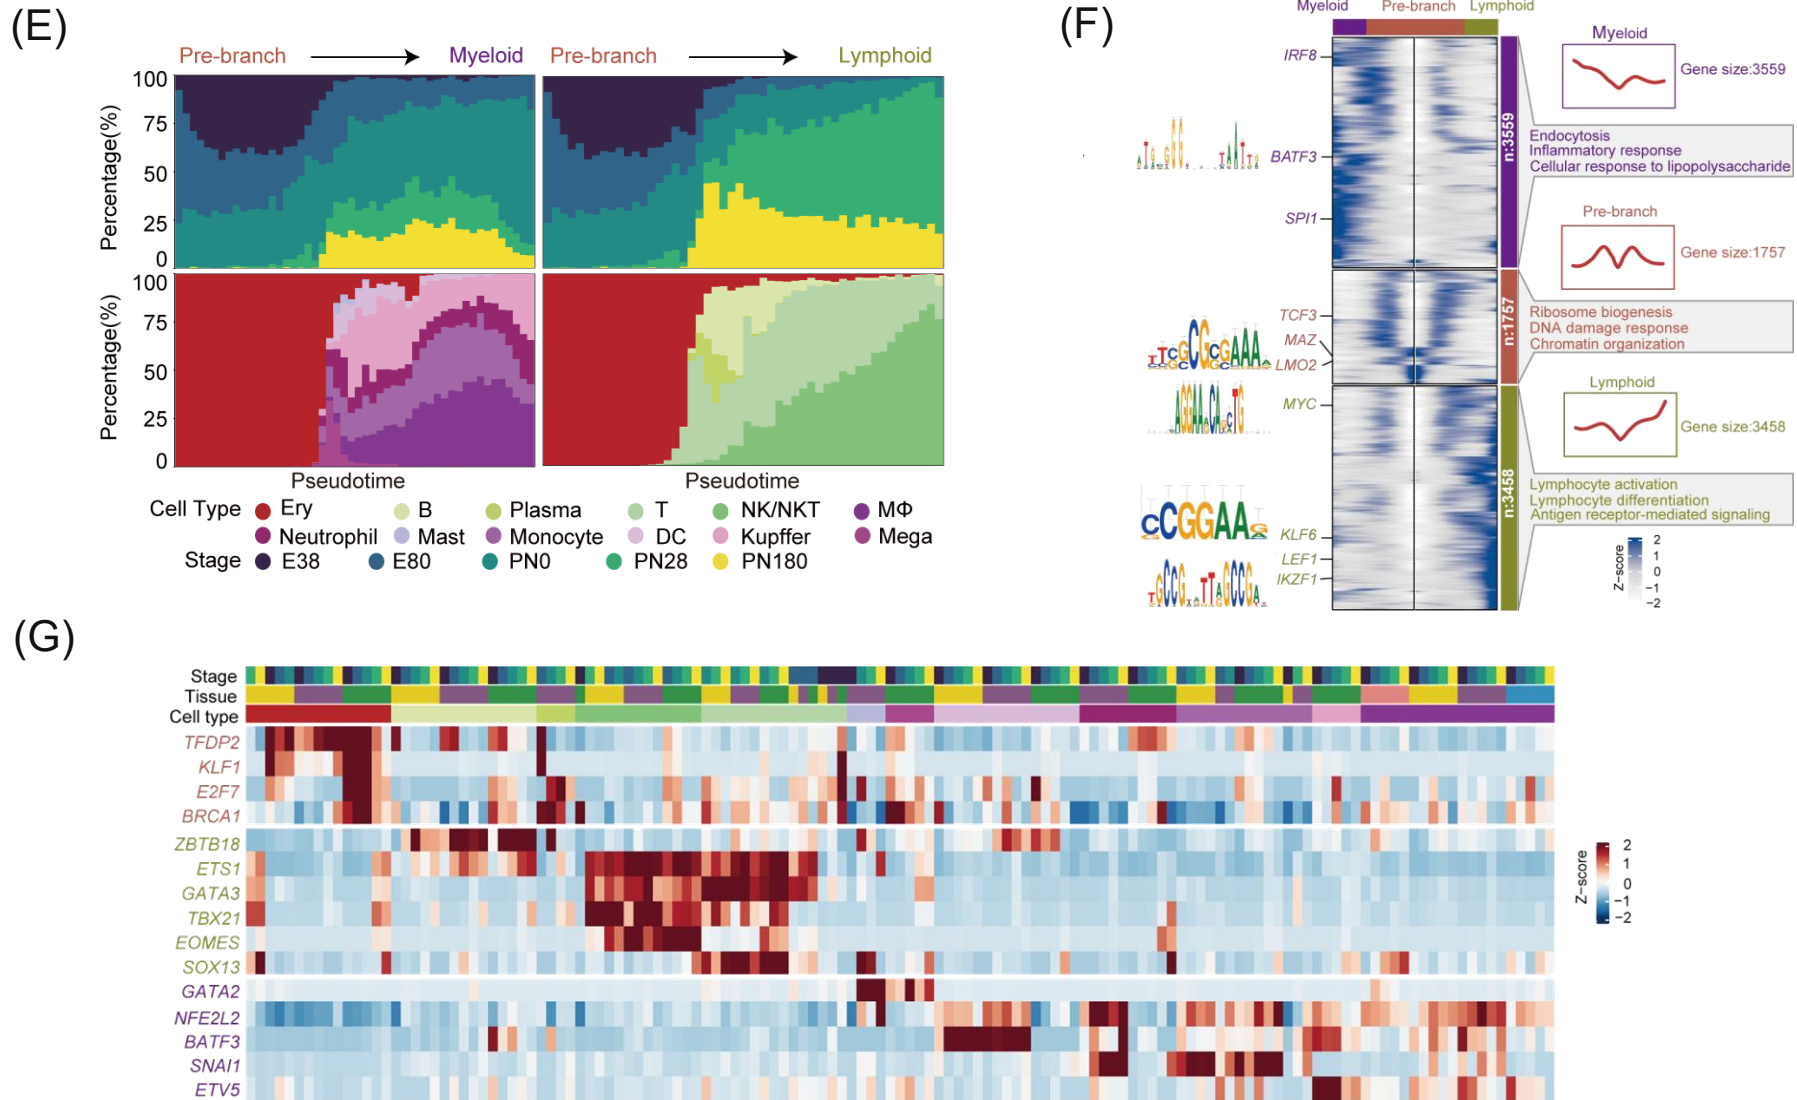 (E)
Pre-branch
Myeloid
Pre-branch
Lymphoid
Percentage(%)
100
75
50
25
0
Percentage(%)
100
75
50
25
0
Pseudotime
Pseudotime
Cell Type
Ery
B
Plasma
T
NK/NKT
MΦ
Neutrophil
Mast
Monocyte
DC
Kupffer
Mega
Stage
E38
E80
PN0
PN28
PN180
(F)
Myeloid
Pre-branch
Lymphoid
IRF8
BATF3
SPI1
TCF3
MAZ
LMO2
MYC
KLF6
LEF1
IKZF1
n:3559
n:1757
n:3458
Myeloid
Gene size:3559
Endocytosis
Inflammatory response
Cellular response to lipopolysaccharide
Pre-branch
Gene size:1757
Ribosome biogenesis
DNA damage response
Chromatin organization
Lymphoid
Gene size:3458
Lymphocyte activation
Lymphocyte differentiation
Antigen receptor-mediated signaling
Z-score
2
1
0
-1
-2
CCGGAA
(G)
Stage
Tissue
Cell type
TFDP2
KLF1
E2F7
BRCA1
ZBTB18
ETS1
GATA3
TBX21
EOMES
SOX13
GATA2
NFE2L2
BATF3
SNAI1
ETV5
Z-score
2
1
0
-1
-2